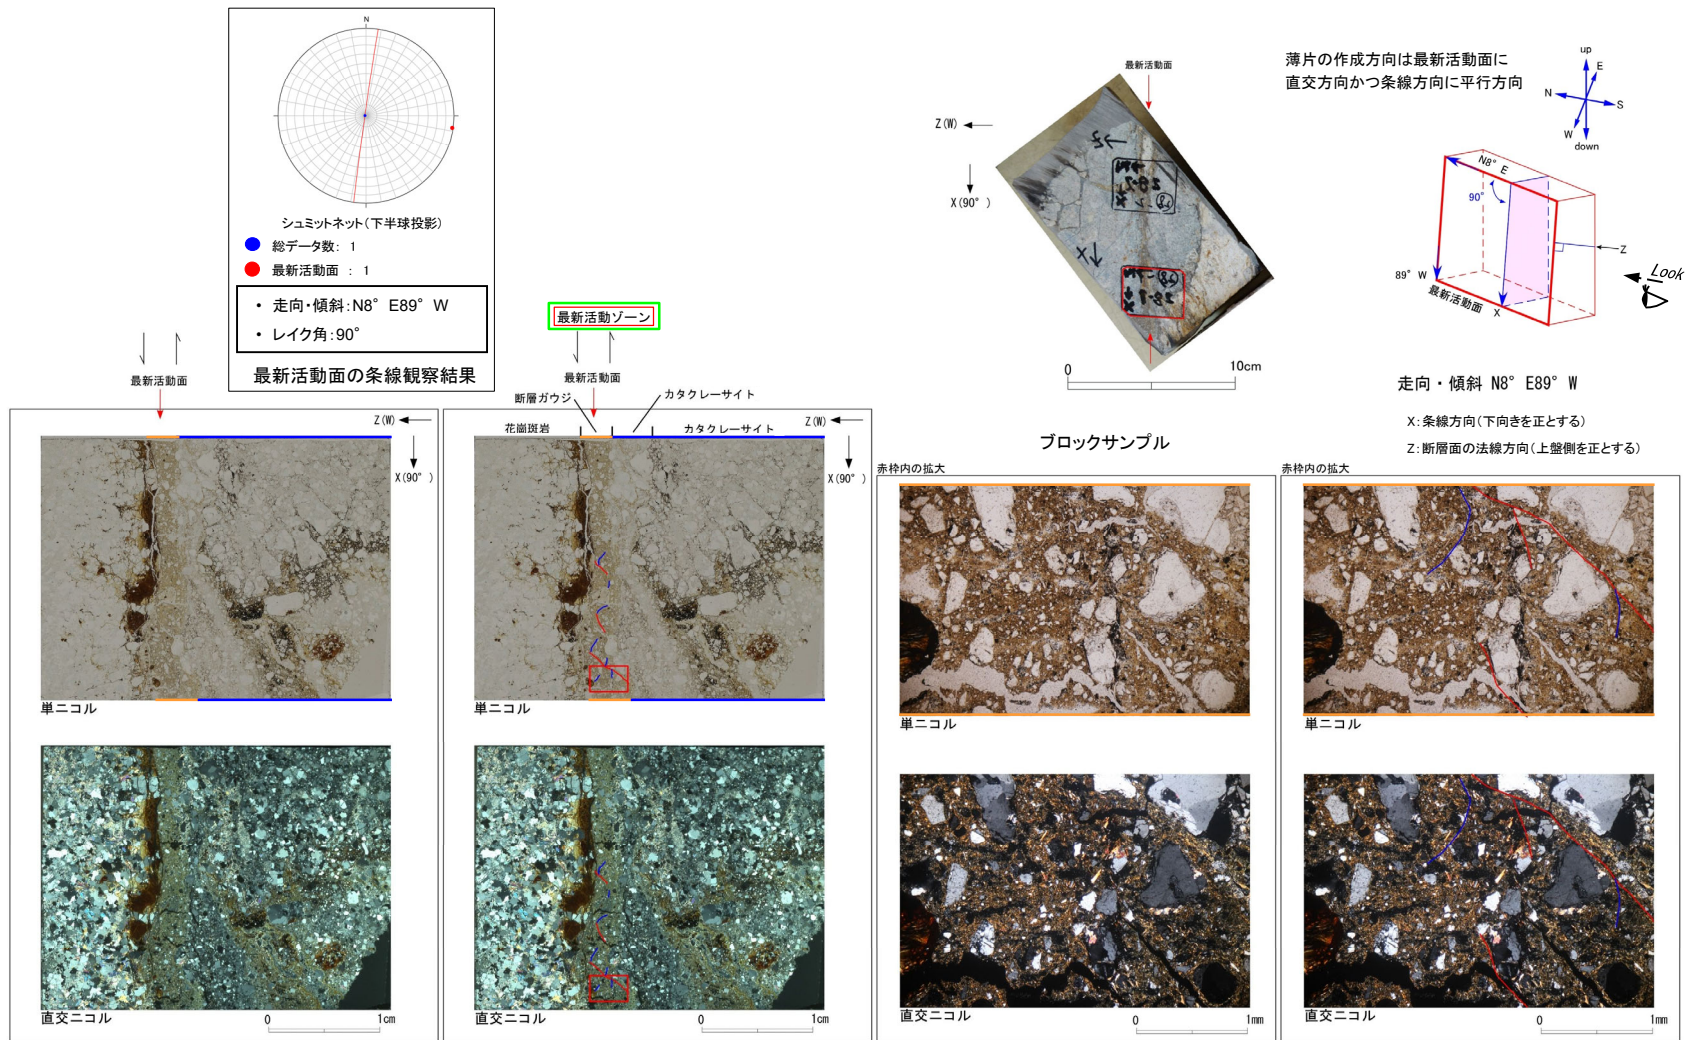 N
シュミットネット(下半球投影)
総データ数: 1
最新活動面 : 1
・ 走向・傾斜:N8° E89° W
・ レイク角:90°
最新活動面の条線観察結果
最新活動面
Z(W)
X(90° )
単ニコル
直交ニコル
0 1cm
最新活動ゾーン
最新活動面
断層ガウジ
カタクレーサイト
花崗斑岩
カタクレーサイト
Z(W)
X(90° )
単ニコル
直交ニコル
0 1cm
最新活動面
Z(W)
X(90° )
0 10cm
ブロックサンプル
薄片の作成方向は最新活動面に
直交方向かつ条線方向に平行方向
up
E
N
S
W
down
N8° E
90°
Z
89° W
最新活動面
X
Look
走向・傾斜 N8° E89° W
X:条線方向(下向きを正とする)
Z:断層面の法線方向(上盤側を正とする)
赤枠内の拡大
単ニコル
直交ニコル
0 1mm
赤枠内の拡大
単ニコル
直交ニコル
0 1mm